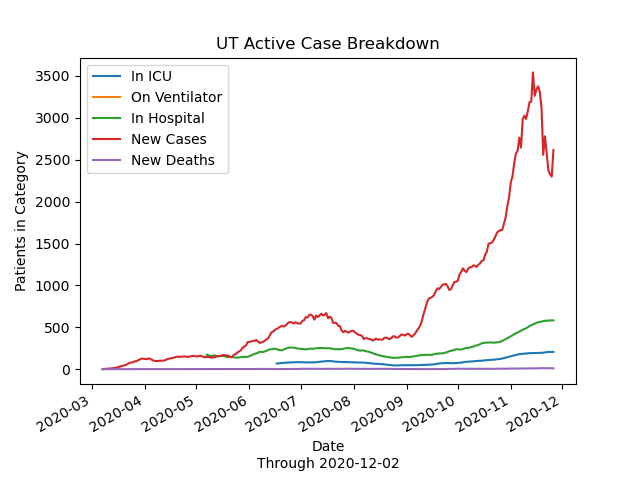 UT Active Case Breakdown
In ICU
On Ventilator
In Hospital
New Cases
New Deaths
Patients in Category
3500
3000
2500
2000
1500
1000
500
0
2020-03
2020-04
2020-05
2020-06
2020-07
2020-08
2020-09
2020-10
2020-11
2020-12
Date
Through 2020-12-02